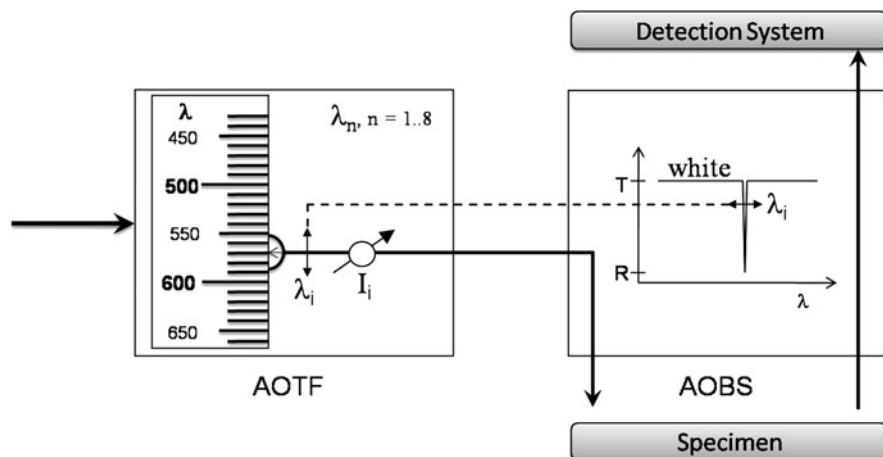 Detection System
λ
450
500
550
600
650
λn, n = 1..8
λi
Ii
AOTF
white
T
R
λi
λ
AOBS
Specimen